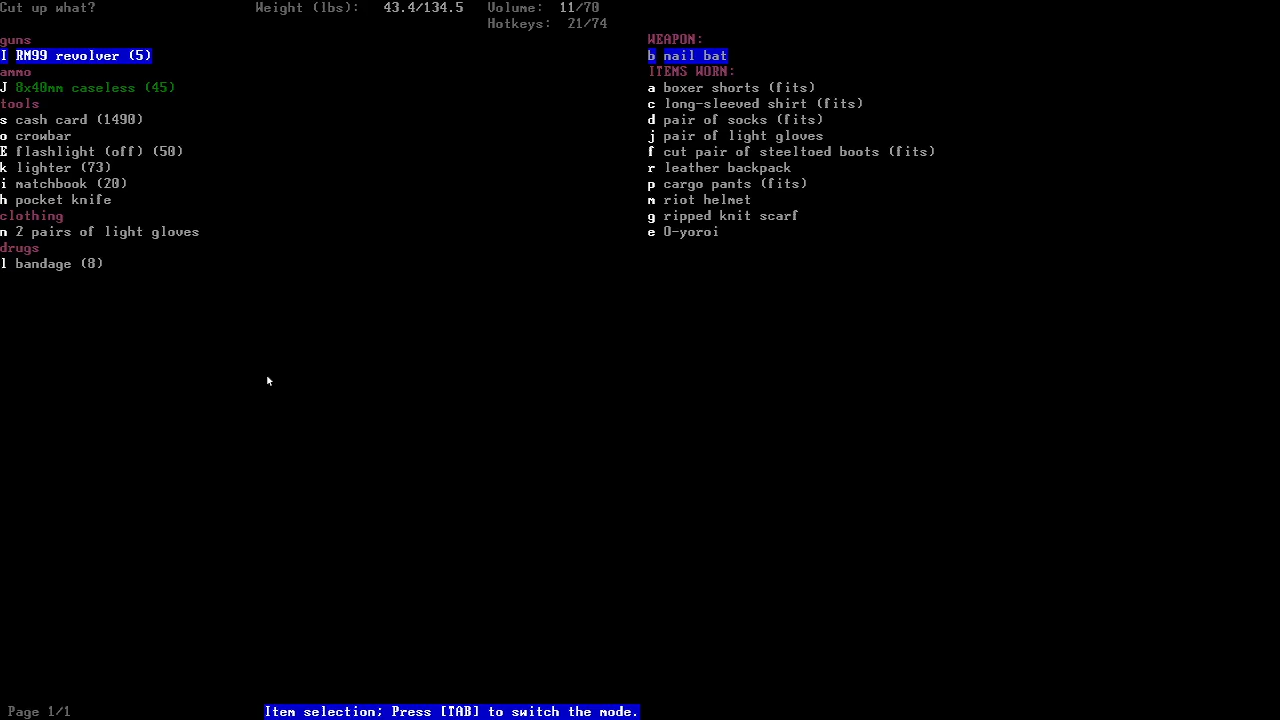 Cut up what? Weight (lbs): 43.4/134.5 Volume: 11/70
Hotkeys: 21/74
guns
I RM99 revolver (5)
ammo
J 8x40mm caseless (45)
tools
s cash card (1490)
o crowbar
E flashlight (off) (50)
k lighter (73)
i matchbook (20)
h pocket knife
clothing
n 2 pairs of light gloves
drugs
l bandage (8)
WEAPON:
b nail bat
ITEMS WORN:
a boxer shorts (fits)
c long-sleeved shirt (fits)
d pair of socks (fits)
j pair of light gloves
f cut pair of steeltoed boots (fits)
r leather backpack
p cargo pants (fits)
m riot helmet
g ripped knit scarf
e O-yoroi
Page 1/1 Item selection; Press [TAB] to switch the mode.